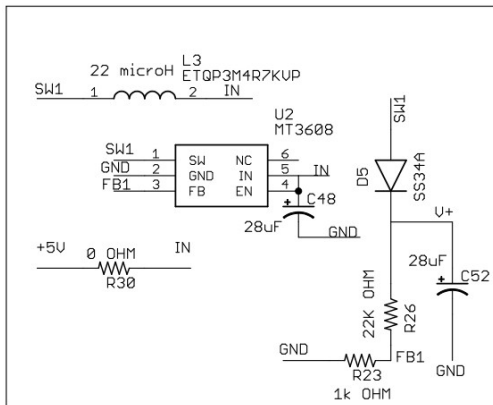 L3
22 microH
ETQP3M4R7KVP
SW1
1
2
IN
U2
MT3608
SW1
1
SW
NC
6
GND
2
GND
IN
5
IN
FB1
3
FB
EN
4
+
C48
28uF
GND
+5V
0 OHM
IN
R30
SW1
D5
SS34A
V+
28uF
+
C52
22K OHM
R26
GND
FB1
GND
R23
1k OHM